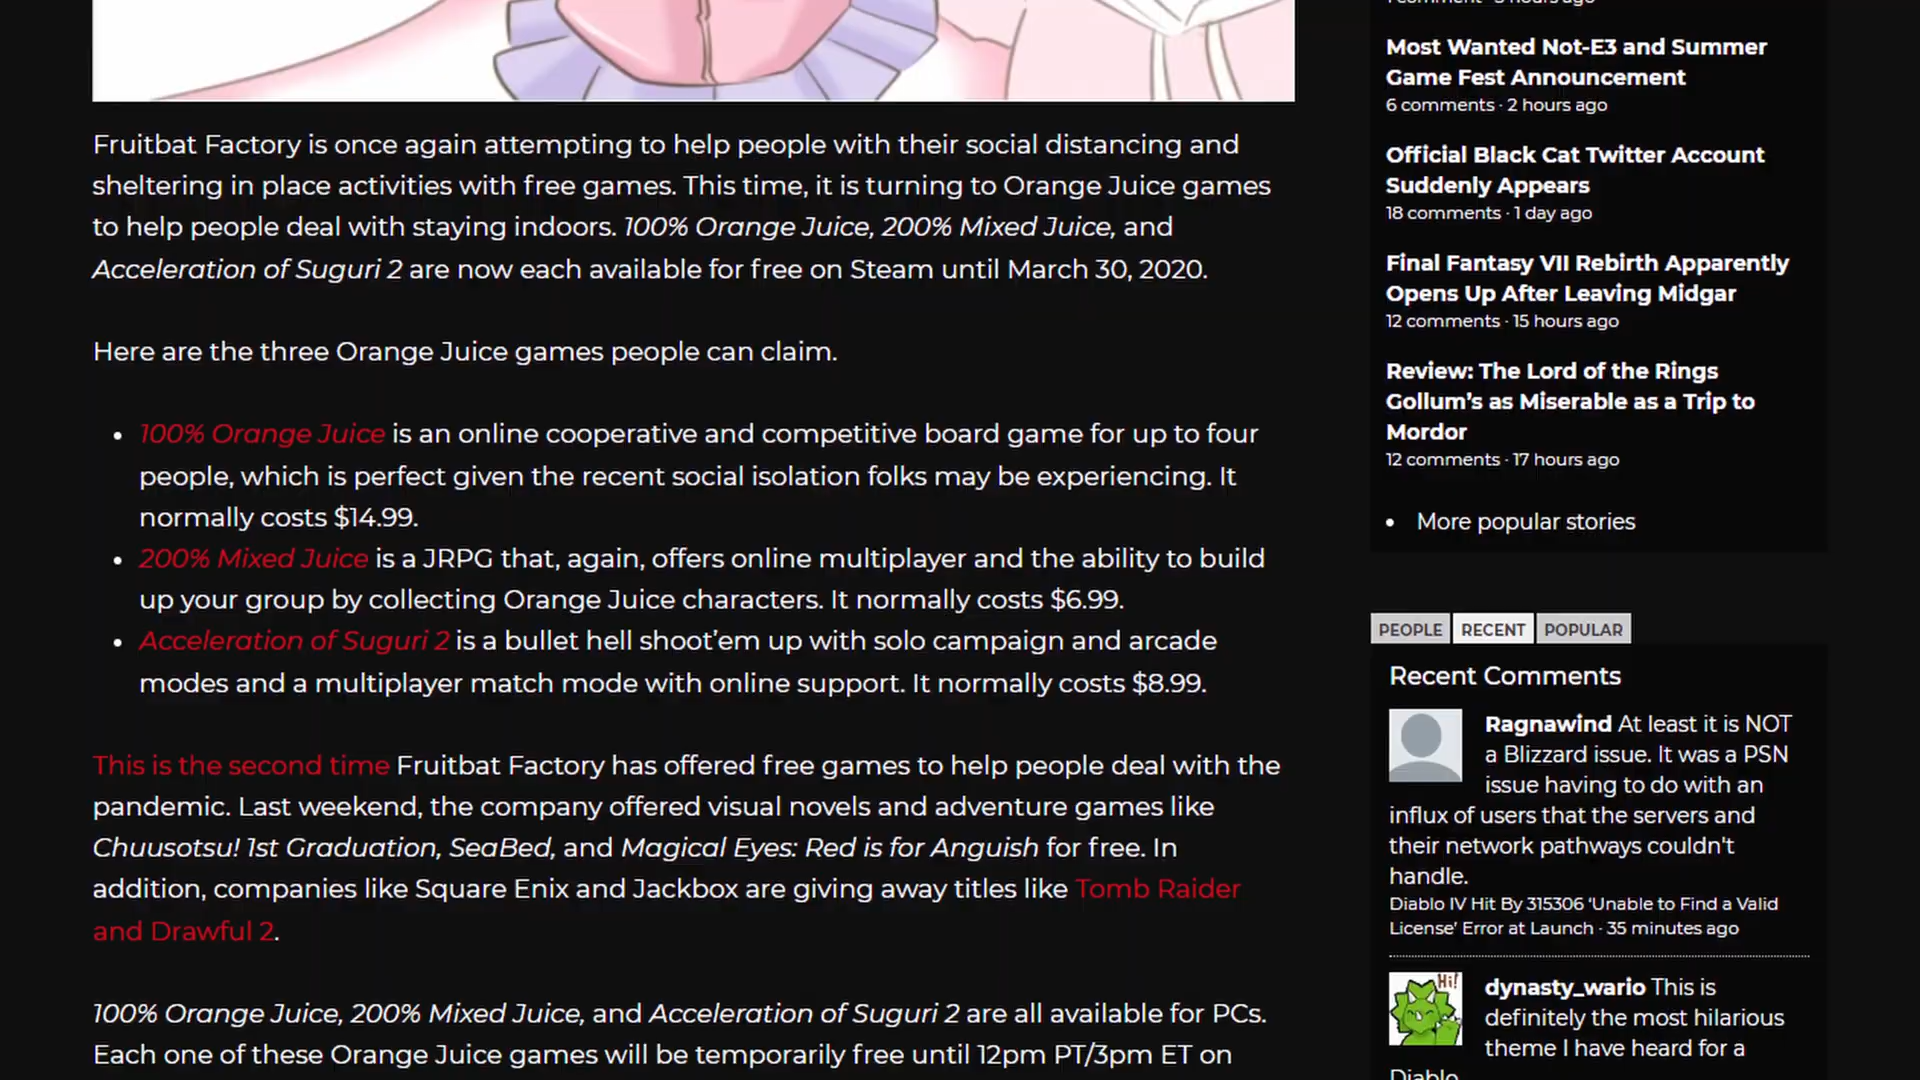 Fruitbat Factory is once again attempting to help people with their social distancing and
sheltering in place activities with free games. This time, it is turning to Orange Juice games
to help people deal with staying indoors. 100% Orange Juice, 200% Mixed Juice, and
Acceleration of Suguri 2 are now each available for free on Steam until March 30, 2020.
Here are the three Orange Juice games people can claim.
• 100% Orange Juice is an online cooperative and competitive board game for up to four
people, which is perfect given the recent social isolation folks may be experiencing. It
normally costs $14.99.
• 200% Mixed Juice is a JRPG that, again, offers online multiplayer and the ability to build
up your group by collecting Orange Juice characters. It normally costs $6.99.
• Acceleration of Suguri 2 is a bullet hell shoot'em up with solo campaign and arcade
modes and a multiplayer match mode with online support. It normally costs $8.99.
This is the second time Fruitbat Factory has offered free games to help people deal with the
pandemic. Last weekend, the company offered visual novels and adventure games like
Chuusotsu! 1st Graduation, SeaBed, and Magical Eyes: Red is for Anguish for free. In
addition, companies like Square Enix and Jackbox are giving away titles like Tomb Raider
and Drawful 2.
100% Orange Juice, 200% Mixed Juice, and Acceleration of Suguri 2 are all available for PCs.
Each one of these Orange Juice games will be temporarily free until 12pm PT/3pm ET on
Most Wanted Not-E3 and Summer
Game Fest Announcement
6 comments · 2 hours ago
Official Black Cat Twitter Account
Suddenly Appears
18 comments · 1 day ago
Final Fantasy VII Rebirth Apparently
Opens Up After Leaving Midgar
12 comments · 15 hours ago
Review: The Lord of the Rings
Gollum's as Miserable as a Trip to
Mordor
12 comments · 17 hours ago
• More popular stories
PEOPLE RECENT POPULAR
Recent Comments
Ragnawind At least it is NOT
a Blizzard issue. It was a PSN
issue having to do with an
influx of users that the servers and
their network pathways couldn't
handle.
Diablo IV Hit By 315306 'Unable to Find a Valid
License' Error at Launch · 35 minutes ago
Hi!
dynasty_wario This is
definitely the most hilarious
theme I have heard for a
Diablo